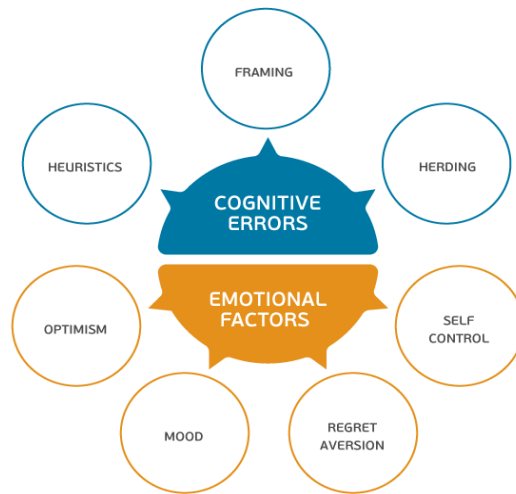 FRAMING
HEURISTICS
HERDING
COGNITIVE
ERRORS
EMOTIONAL
FACTORS
OPTIMISM
SELF
CONTROL
MOOD
REGRET
AVERSION